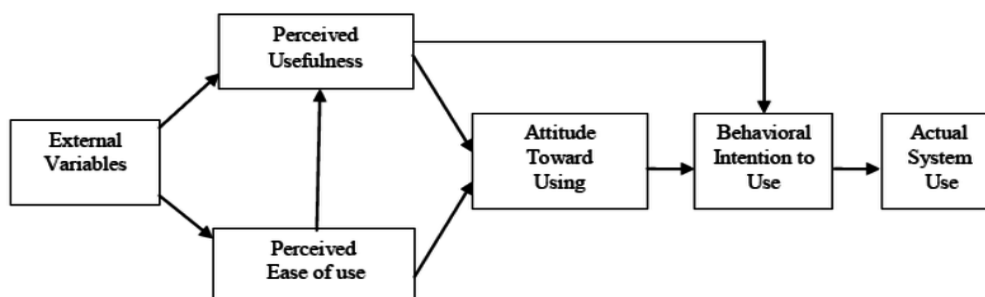 Perceived
Usefulness
External
Variables
Perceived
Ease of use
Attitude
Toward
Using
Behavioral
Intention to
Use
Actual
System
Use